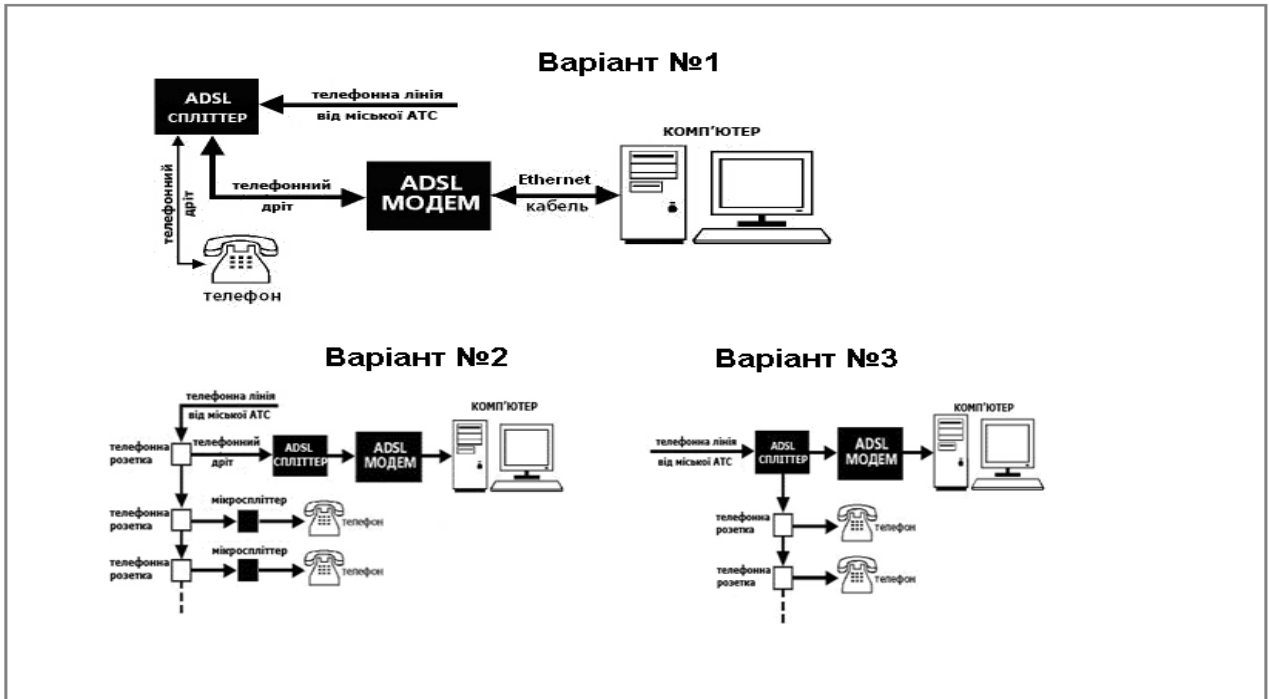 Варіант №1
ADSL
СПЛІТТЕР
телефонна лінія
від міської АТС
КОМП'ЮТЕР
телефонний
дріт
телефонний
дріт
ADSL
МОДЕМ
Ethernet
кабель
телефон
Варіант №2
телефонна лінія
від міської АТС
КОМП'ЮТЕР
телефонна
розетка
телефонний
дріт
ADSL
СПЛІТТЕР
ADSL
МОДЕМ
мікроспліттер
телефонна
розетка
телефон
мікроспліттер
телефонна
розетка
телефон
Варіант №3
КОМП'ЮТЕР
телефонна лінія
від міської АТС
ADSL
СПЛІТТЕР
ADSL
МОДЕМ
телефонна
розетка
телефон
телефонна
розетка
телефон